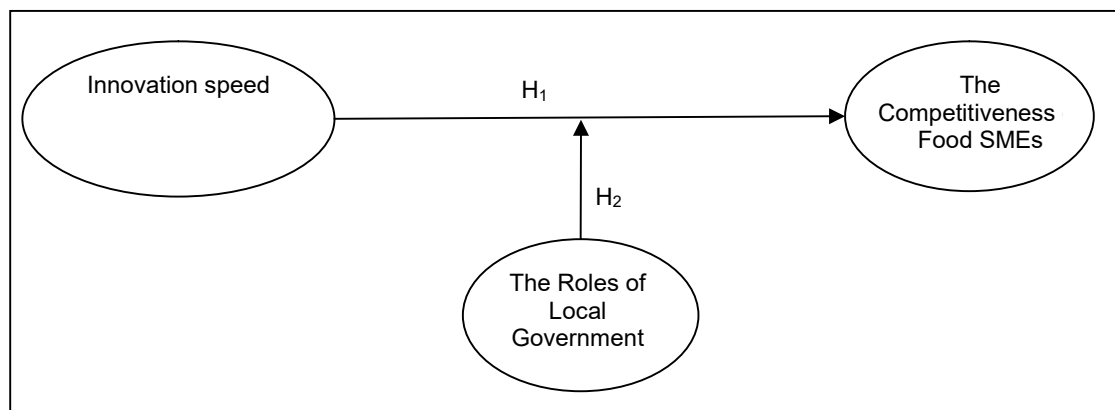 Innovation speed
H₁
The
Competitiveness
Food SMEs
H₂
The Roles of
Local
Government